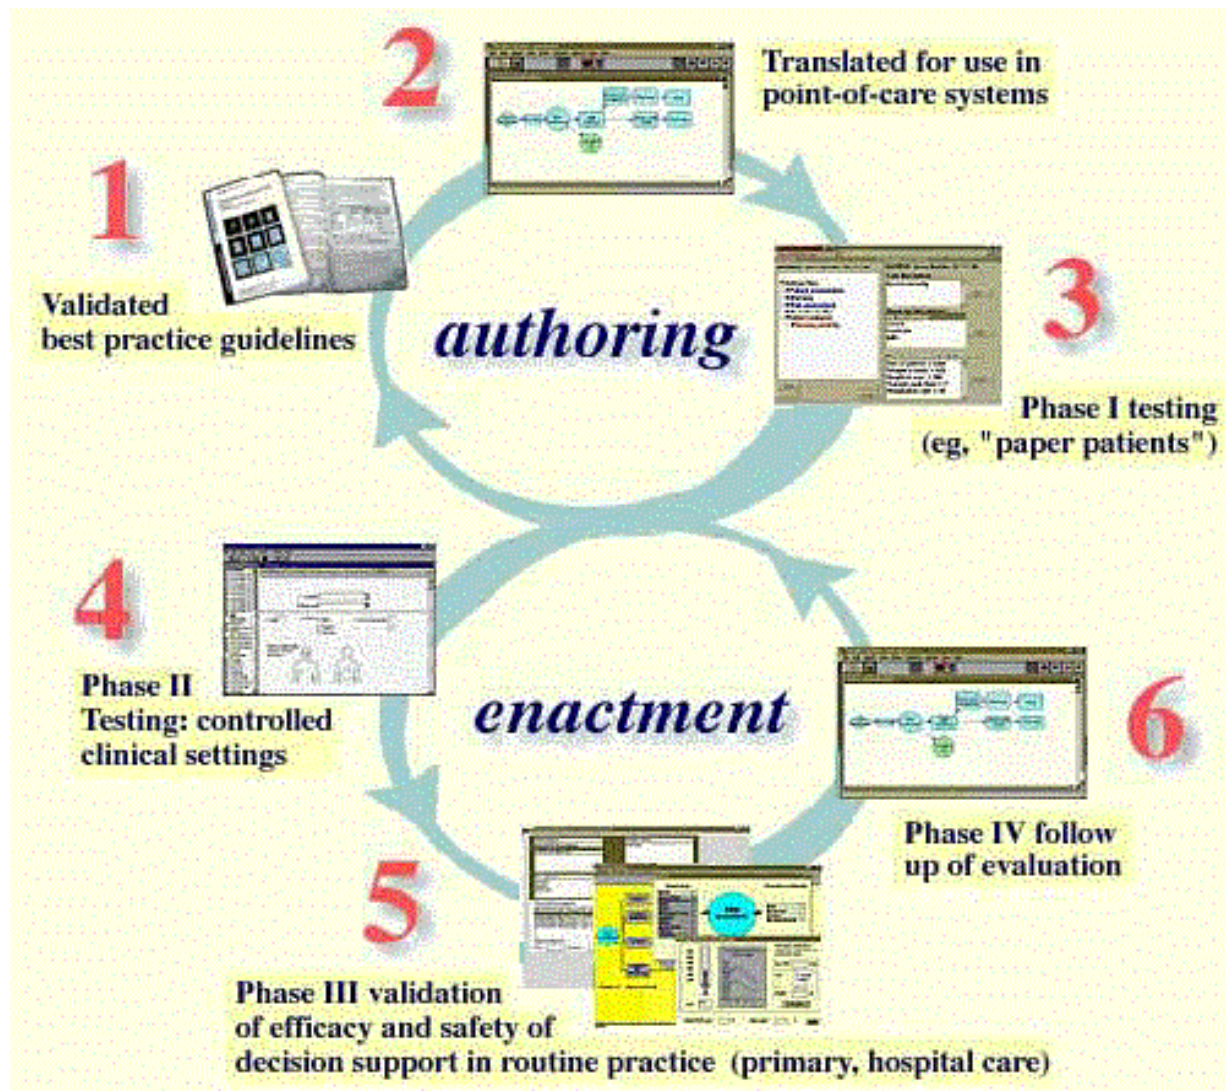 1
Validated
best practice guidelines
2
Translated for use in
point-of-care systems
authoring
3
Phase I testing
(eg, "paper patients")
4
Phase II
Testing: controlled
clinical settings
enactment
5
Phase III validation
of efficacy and safety of
decision support in routine practice (primary, hospital care)
6
Phase IV follow
up of evaluation